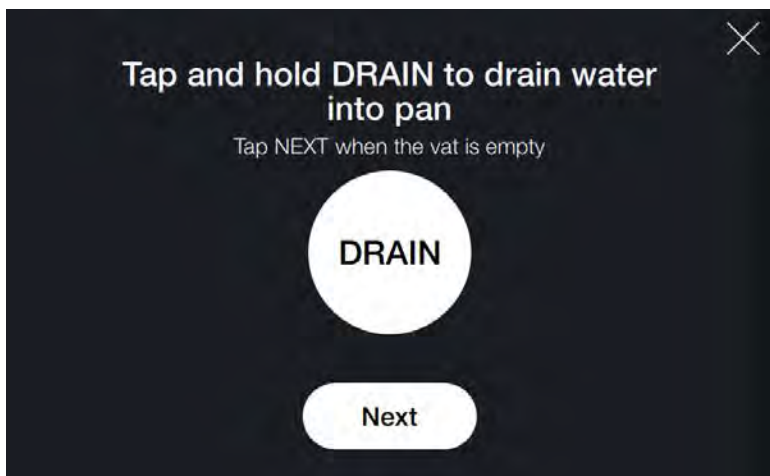 Tap and hold DRAIN to drain water
into pan
Tap NEXT when the vat is empty
DRAIN
Next